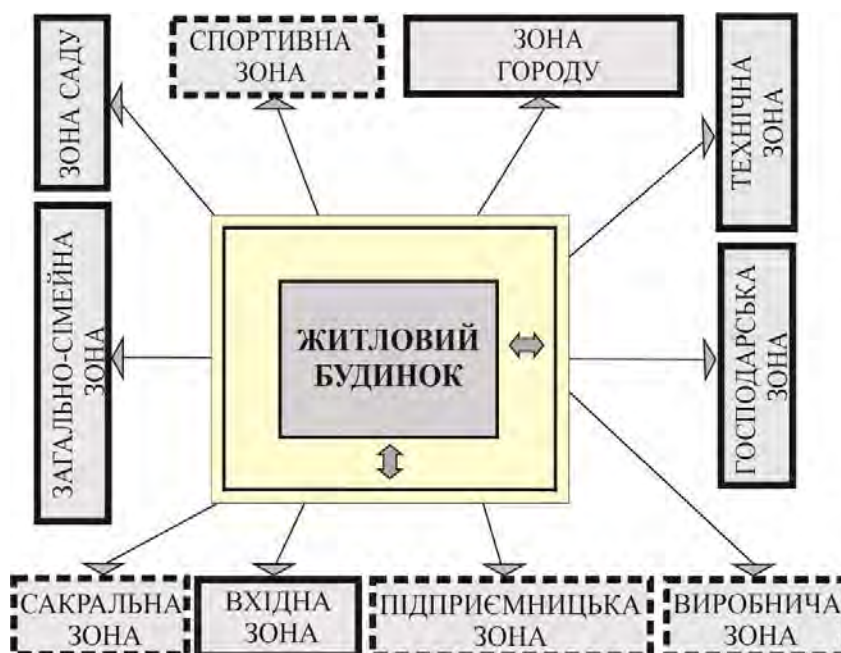 ЗОНА САДУ
СПОРТИВНА
ЗОНА
ЗОНА
ГОРОДУ
ТЕХНІЧНА
ЗОНА
ЗАГАЛЬНО-СІМЕЙНА
ЗОНА
ЖИТЛОВИЙ
БУДИНОК
ГОСПОДАРСЬКА
ЗОНА
САКРАЛЬНА
ЗОНА
ВХІДНА
ЗОНА
ПІДПРИЄМНИЦЬКА
ЗОНА
ВИРОБНИЧА
ЗОНА